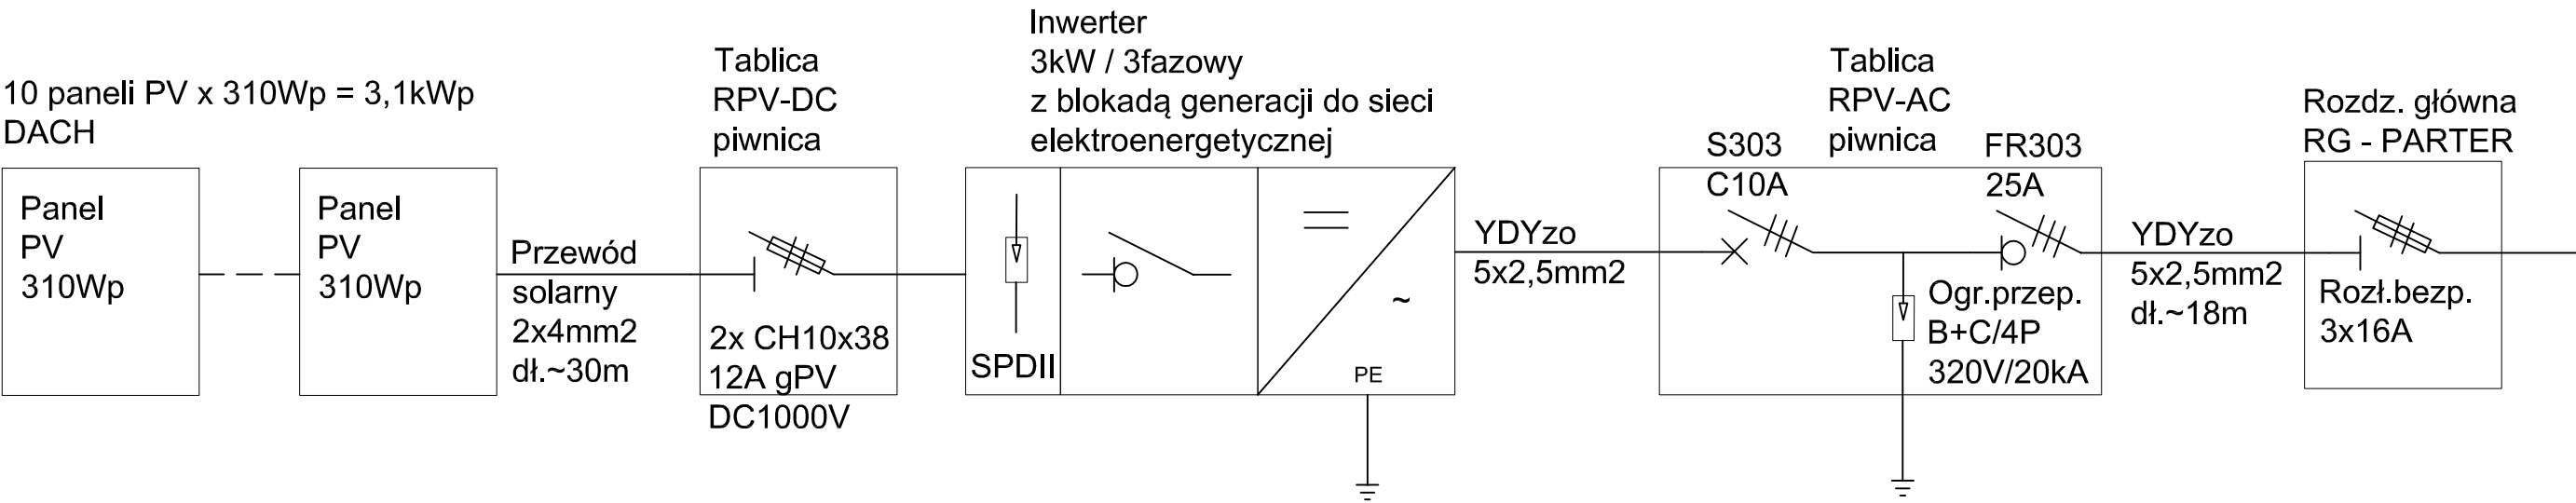 10 paneli PV x 310Wp = 3,1kWp
DACH
Panel
PV
310Wp
Panel
PV
310Wp
Przewód
solarny
2x4mm2
dł.~30m
Tablica
RPV-DC
piwnica
2x CH10x38
12A gPV
DC1000V
Inwerter
3kW / 3fazowy
z blokadą generacji do sieci
elektroenergetycznej
SPDII
~
PE
YDYzo
5x2,5mm2
Tablica
RPV-AC
piwnica
S303
C10A
FR303
25A
Ogr.przep.
B+C/4P
320V/20kA
YDYzo
5x2,5mm2
dł.~18m
Rozdz. główna
RG - PARTER
Rozł.bezp.
3x16A